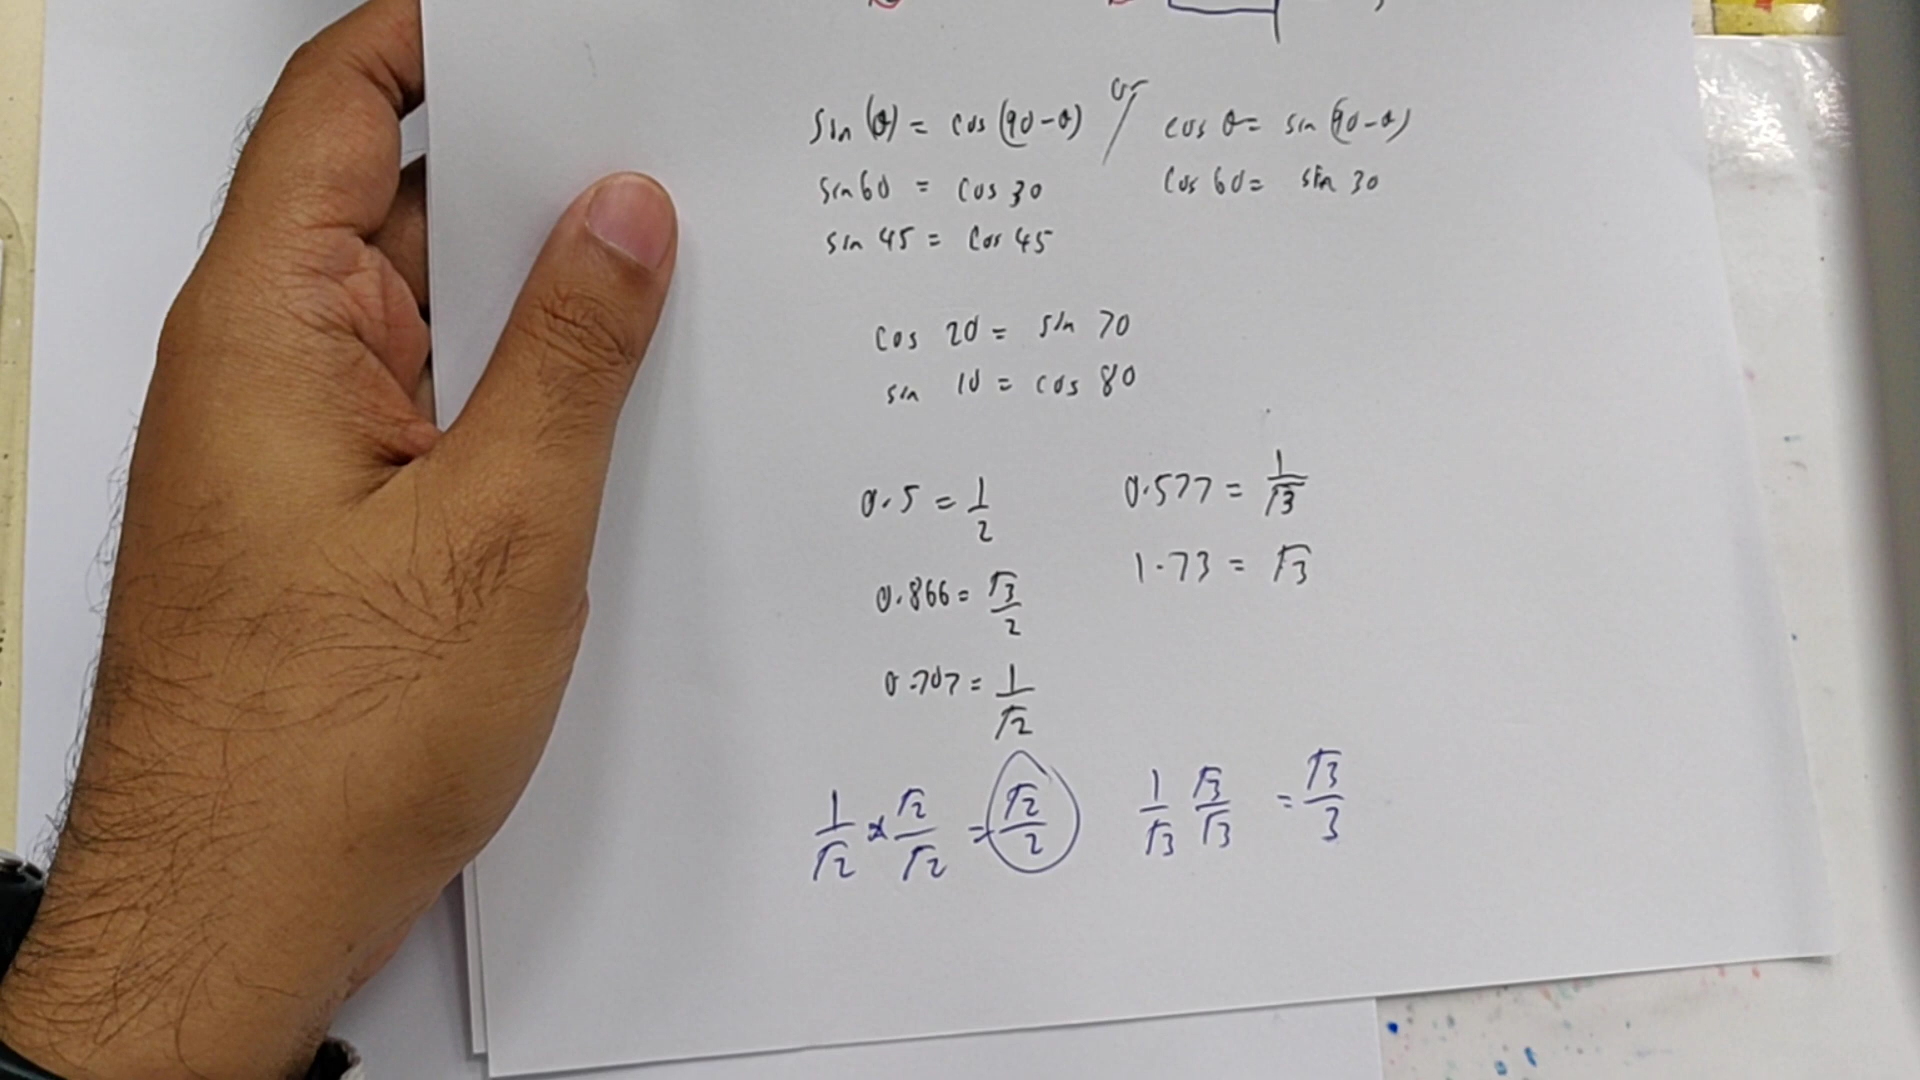 sin (θ) = cos (90-θ) or cos θ = sin (90-θ)
sin 60 = cos 30 cos 60 = sin 30
sin 45 = cos 45
cos 20 = sin 70
sin 10 = cos 80
0.5 = 1/2 0.577 = 1/√3
0.866 = √3/2 1.73 = √3
0.707 = 1/√2
1/√2 × √2/√2 = √2/2 1/√3 √3/√3 = √3/3